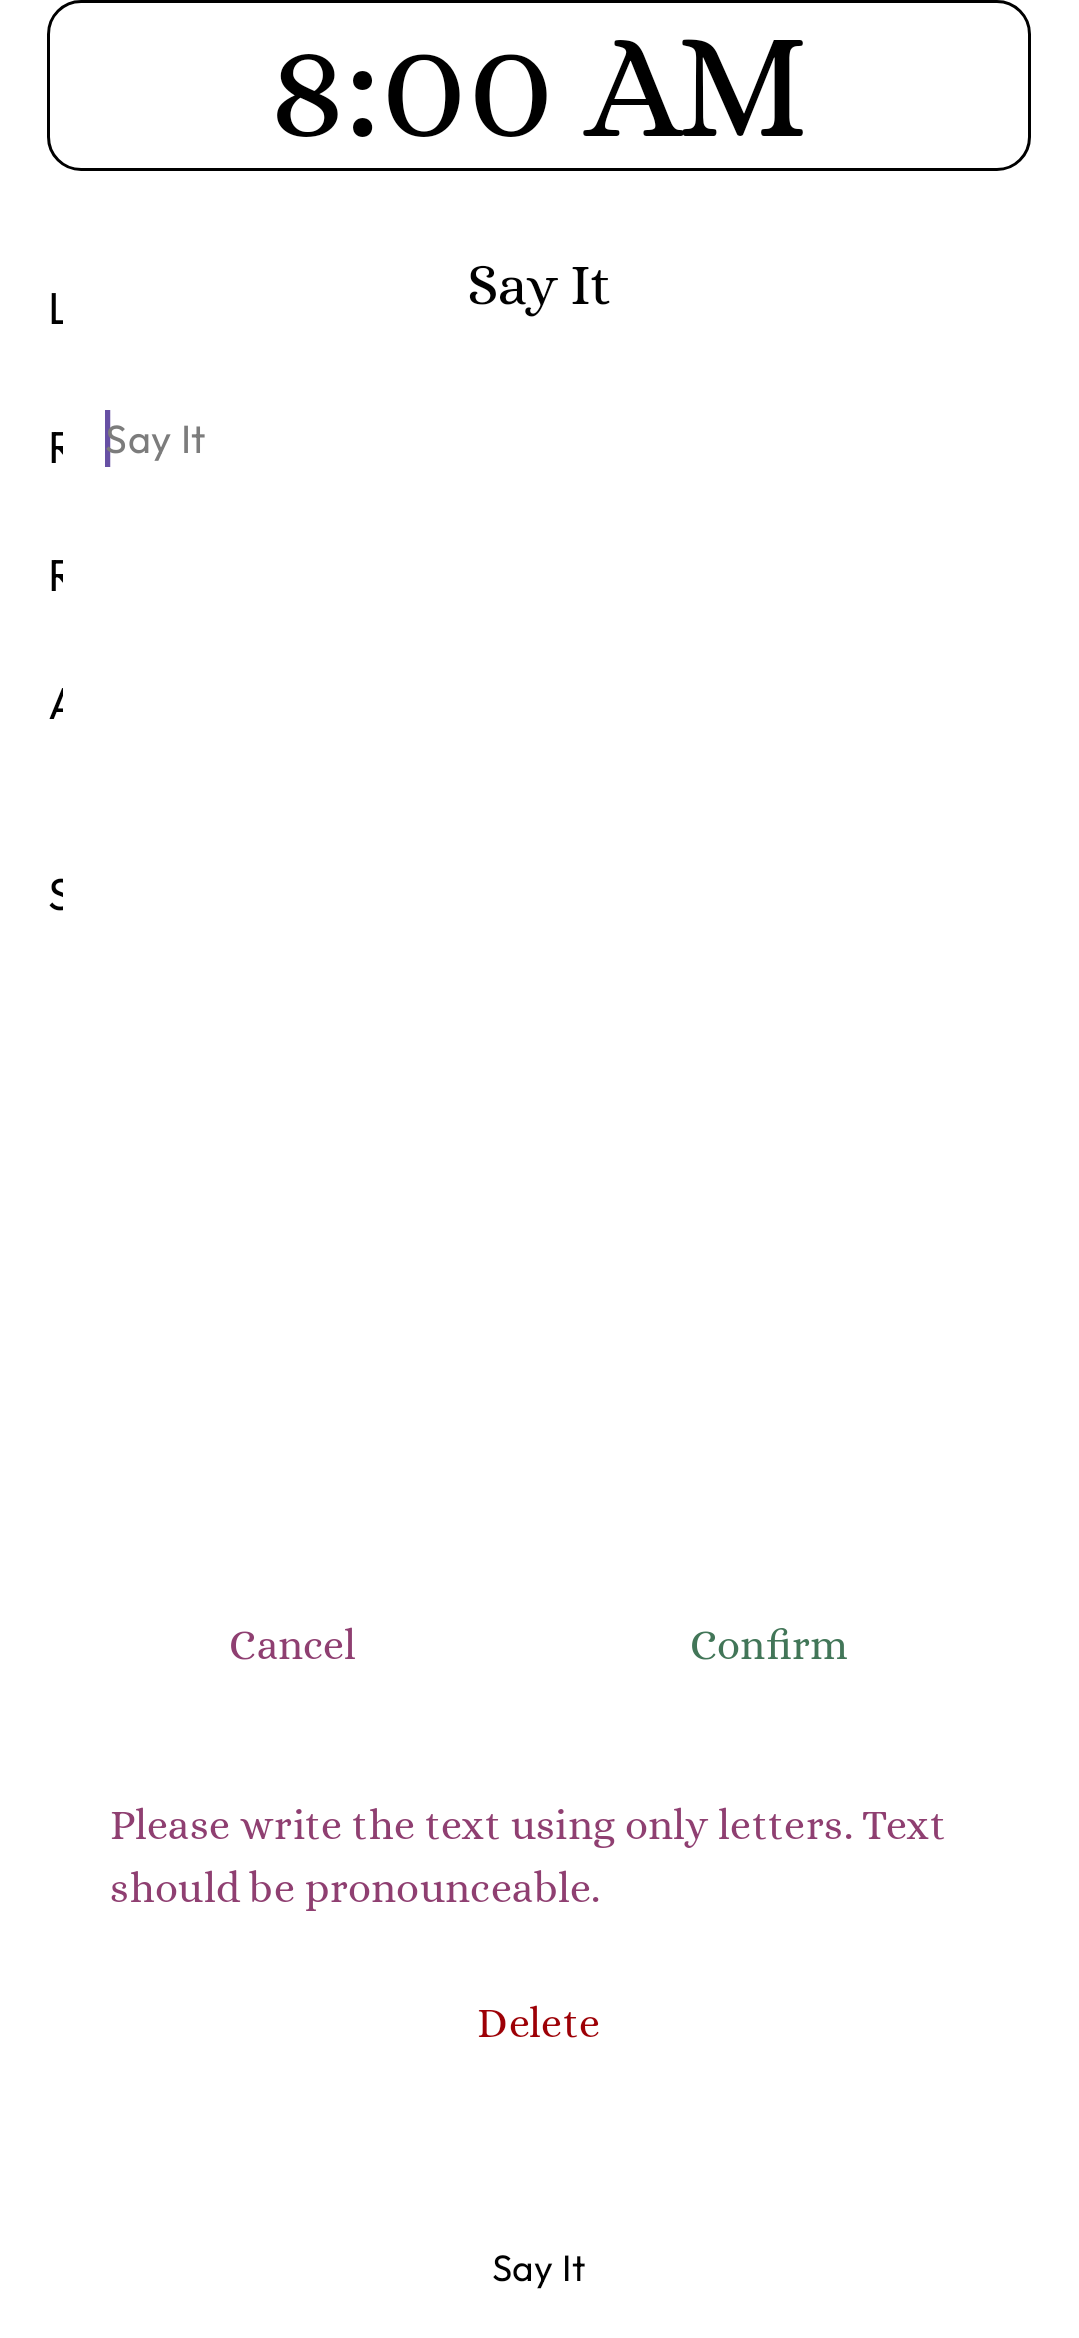 8:00 AM
Say It
Say It
Cancel
Confirm
Please write the text using only letters. Text
should be pronounceable.
Delete
Say It